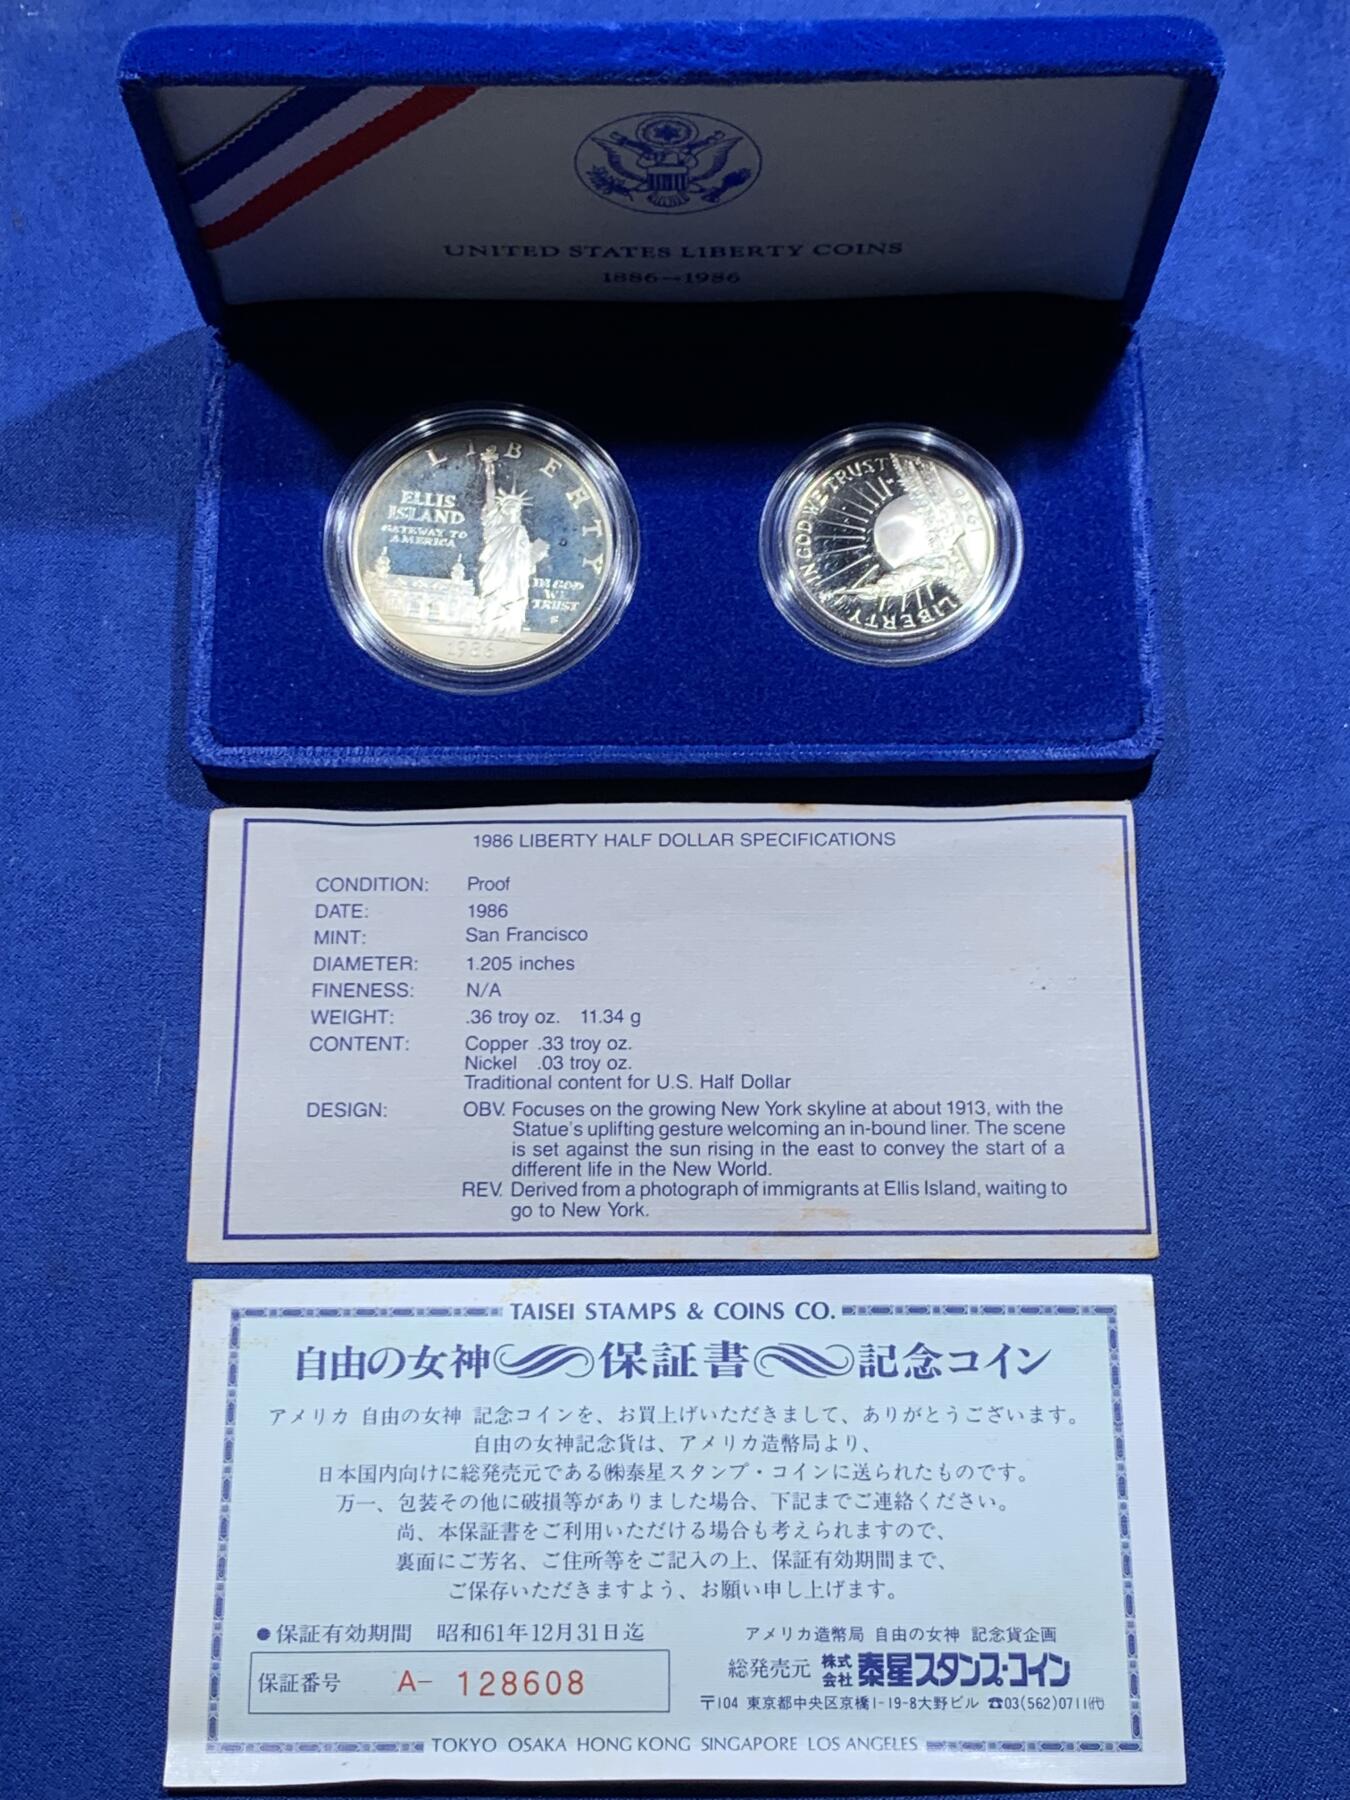 UNITED STATES LIBERTY COINS
1886–1986
LIBERTY
ELLIS
ISLAND
GATEWAY TO
AMERICA
IN GOD
WE
TRUST
S
1986
IN GOD WE TRUST
1986
LIBERTY
1986 LIBERTY HALF DOLLAR SPECIFICATIONS
CONDITION: Proof
DATE: 1986
MINT: San Francisco
DIAMETER: 1.205 inches
FINENESS: N/A
WEIGHT: .36 troy oz. 11.34 g
CONTENT: Copper .33 troy oz.
Nickel .03 troy oz.
Traditional content for U.S. Half Dollar
DESIGN: OBV. Focuses on the growing New York skyline at about 1913, with the
Statue's uplifting gesture welcoming an in-bound liner. The scene
is set against the sun rising in the east to convey the start of a
different life in the New World.
REV. Derived from a photograph of immigrants at Ellis Island, waiting to
go to New York.
TAISEI STAMPS & COINS CO.
自由の女神 保証書 記念コイン
アメリカ 自由の女神 記念コインを、お買上げいただきまして、ありがとうございます。
自由の女神記念貨は、アメリカ造幣局より、
日本国内向けに総発売元である㈱泰星スタンプ・コインに送られたものです。
万一、包装その他に破損等がありました場合、下記までご連絡ください。
尚、本保証書をご利用いただける場合も考えられますので、
裏面にご芳名、ご住所等をご記入の上、保証有効期間まで、
ご保存いただきますよう、お願い申し上げます。
●保証有効期間 昭和61年12月31日迄
保証番号 A- 128608
アメリカ造幣局 自由の女神 記念貨企画
総発売元 株式会社 泰星スタンプ・コイン
〒104 東京都中央区京橋1-19-8大野ビル ☎03(562)0711㈹
TOKYO OSAKA HONG KONG SINGAPORE LOS ANGELES